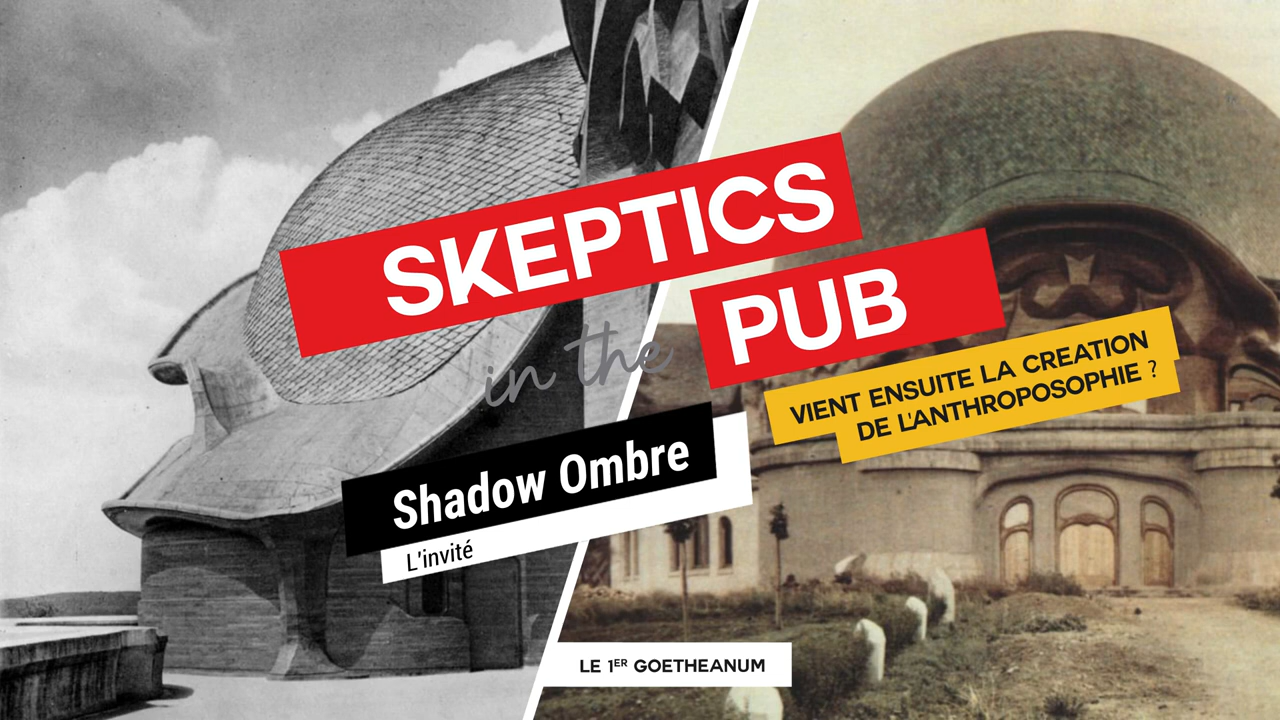 SKEPTICS
in the
PUB
VIENT ENSUITE LA CREATION
DE L'ANTHROPOSOPHIE ?
Shadow Ombre
L'invité
LE 1ER GOETHEANUM